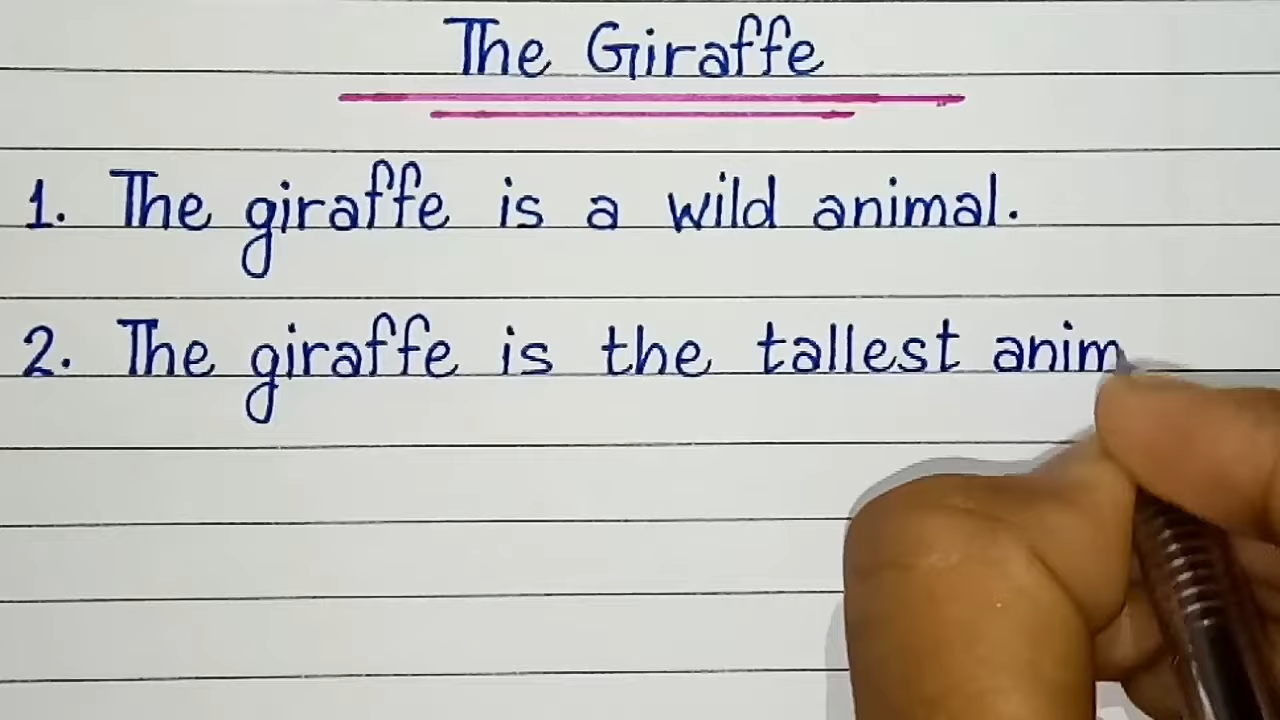 The Giraffe
1. The giraffe is a wild animal.
2. The giraffe is the tallest anim